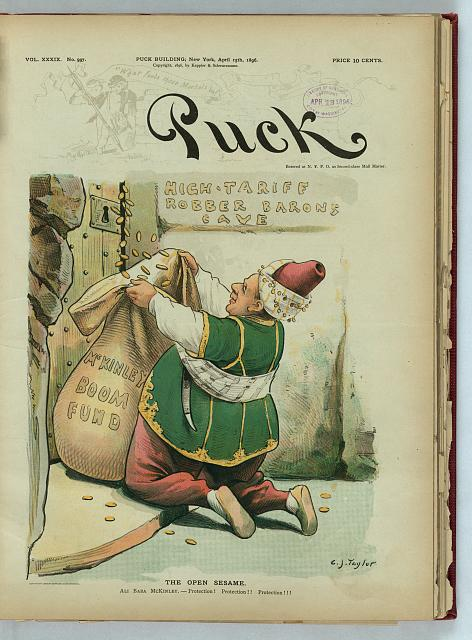 VOL. XXXIX. No. 997.
PUCK BUILDING, New York, April 15th, 1896.
PRICE 10 CENTS.
Copyright, 1896, by Keppler & Schwarzmann.
"What fools these Mortals be!"
APR 13 1896
Puck
Entered at N. Y. P. O. as Second-class Mail Matter.
HIGH-TARIFF
ROBBER BARONS
CAVE
McKINLEY
BOOM
FUND
C.J. Taylor
THE OPEN SESAME.
ALI BABA MCKINLEY. — Protection! Protection!! Protection!!!